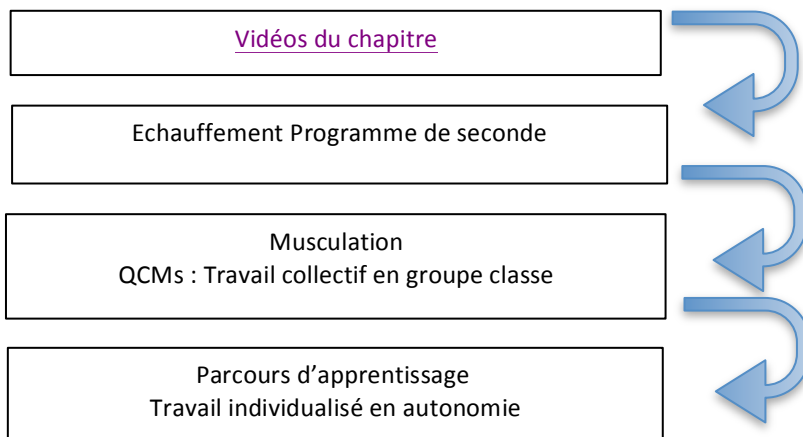 Vidéos du chapitre
Echauffement Programme de seconde
Musculation
QCMs : Travail collectif en groupe classe
Parcours d’apprentissage
Travail individualisé en autonomie